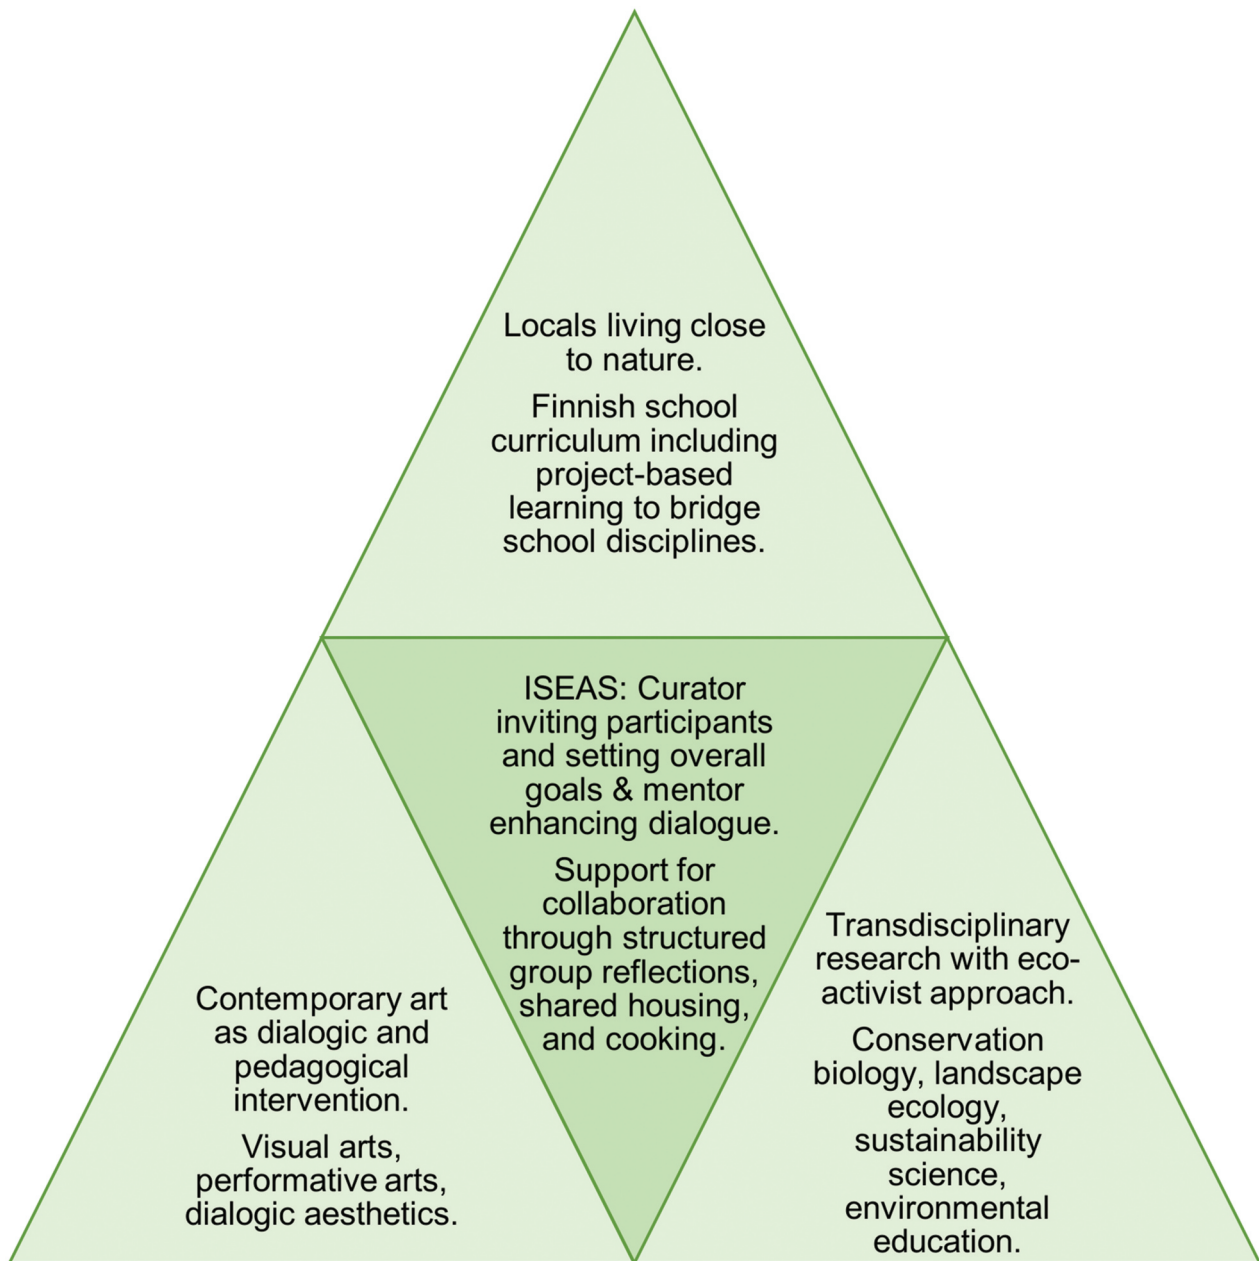 Locals living close
to nature.
Finnish school
curriculum including
project-based
learning to bridge
school disciplines.
ISEAS: Curator
inviting participants
and setting overall
goals & mentor
enhancing dialogue.
Support for
collaboration
through structured
group reflections,
shared housing,
and cooking.
Contemporary art
as dialogic and
pedagogical
intervention.
Visual arts,
performative arts,
dialogic aesthetics.
Transdisciplinary
research with eco-
activist approach.
Conservation
biology, landscape
ecology,
sustainability
science,
environmental
education.